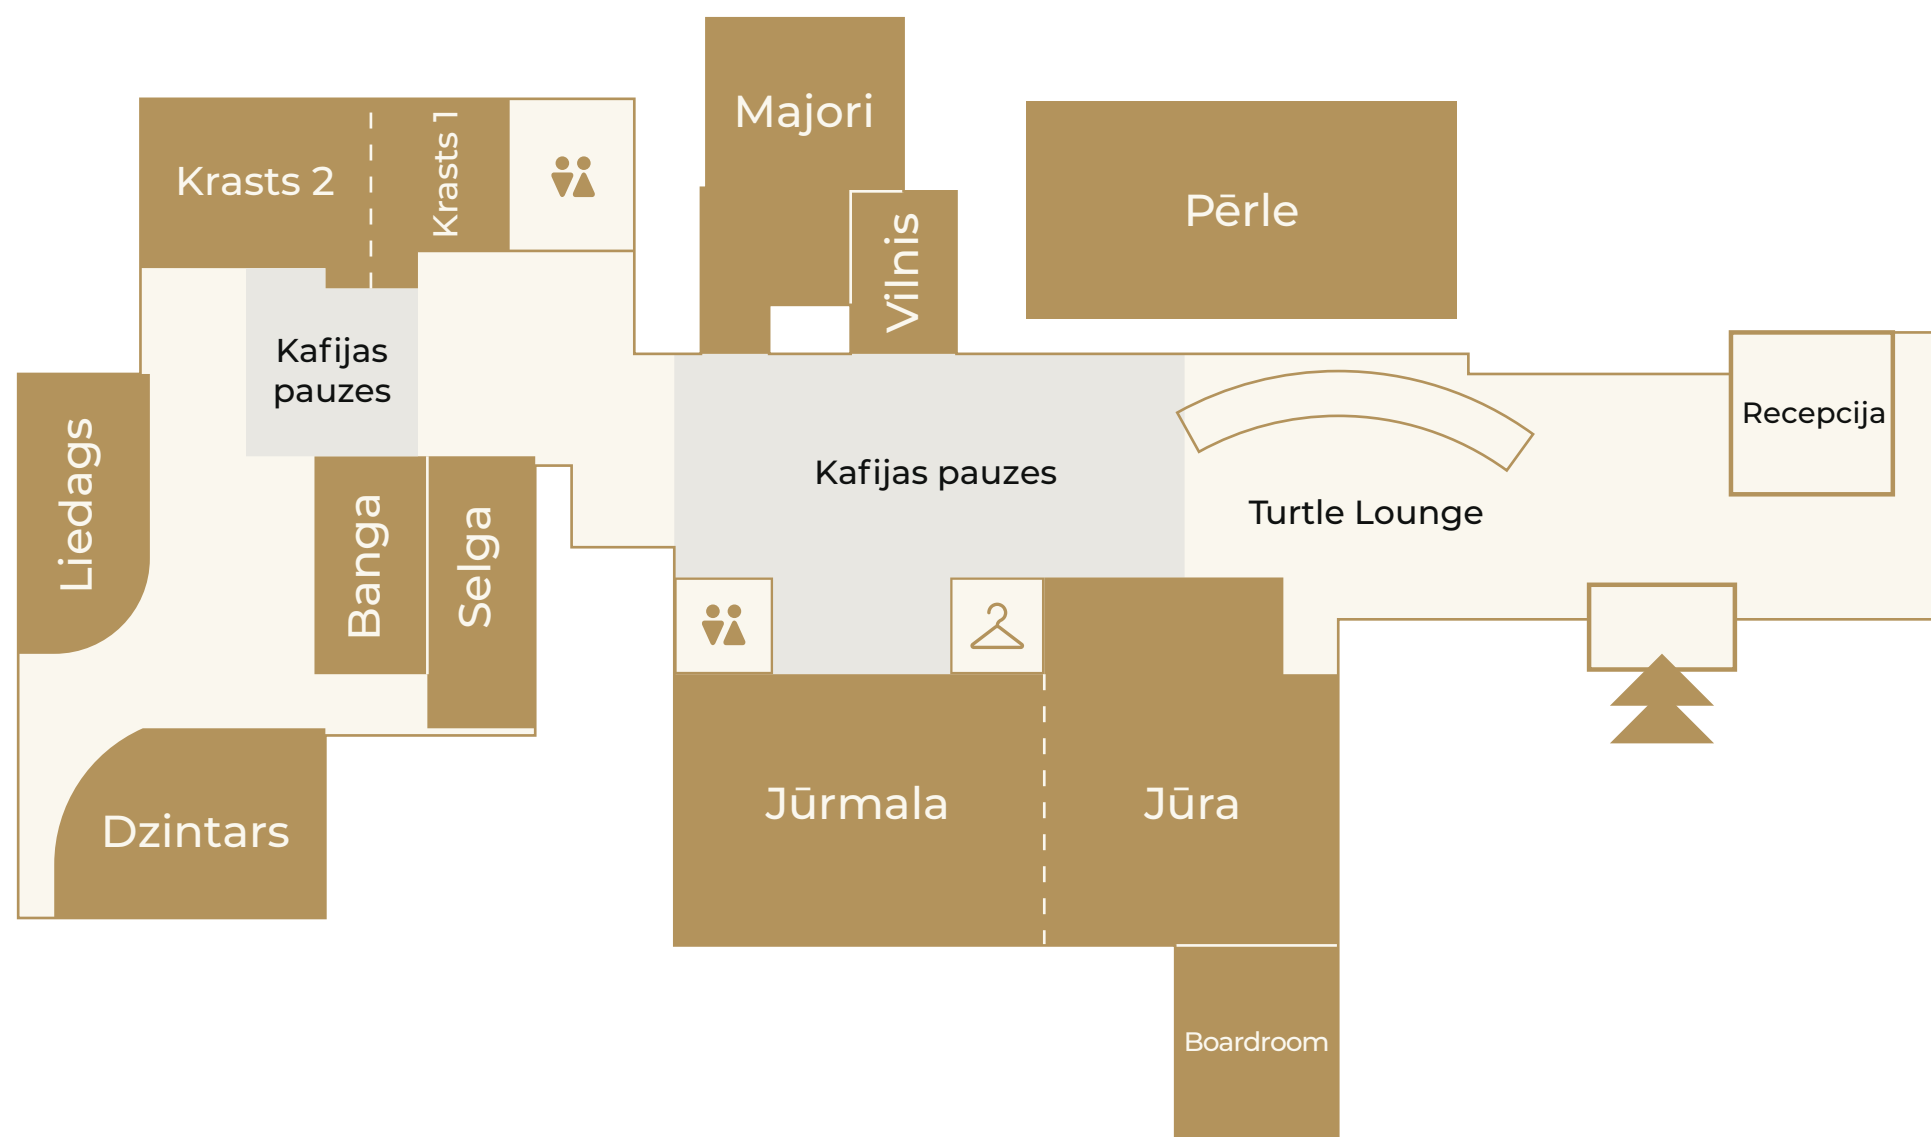 Majori
Krasts 2
Krasts 1
Pērle
Vilnis
Kafijas
pauzes
Recepcija
Liedags
Kafijas pauzes
Turtle Lounge
Banga
Selga
Jūrmala
Jūra
Dzintars
Boardroom